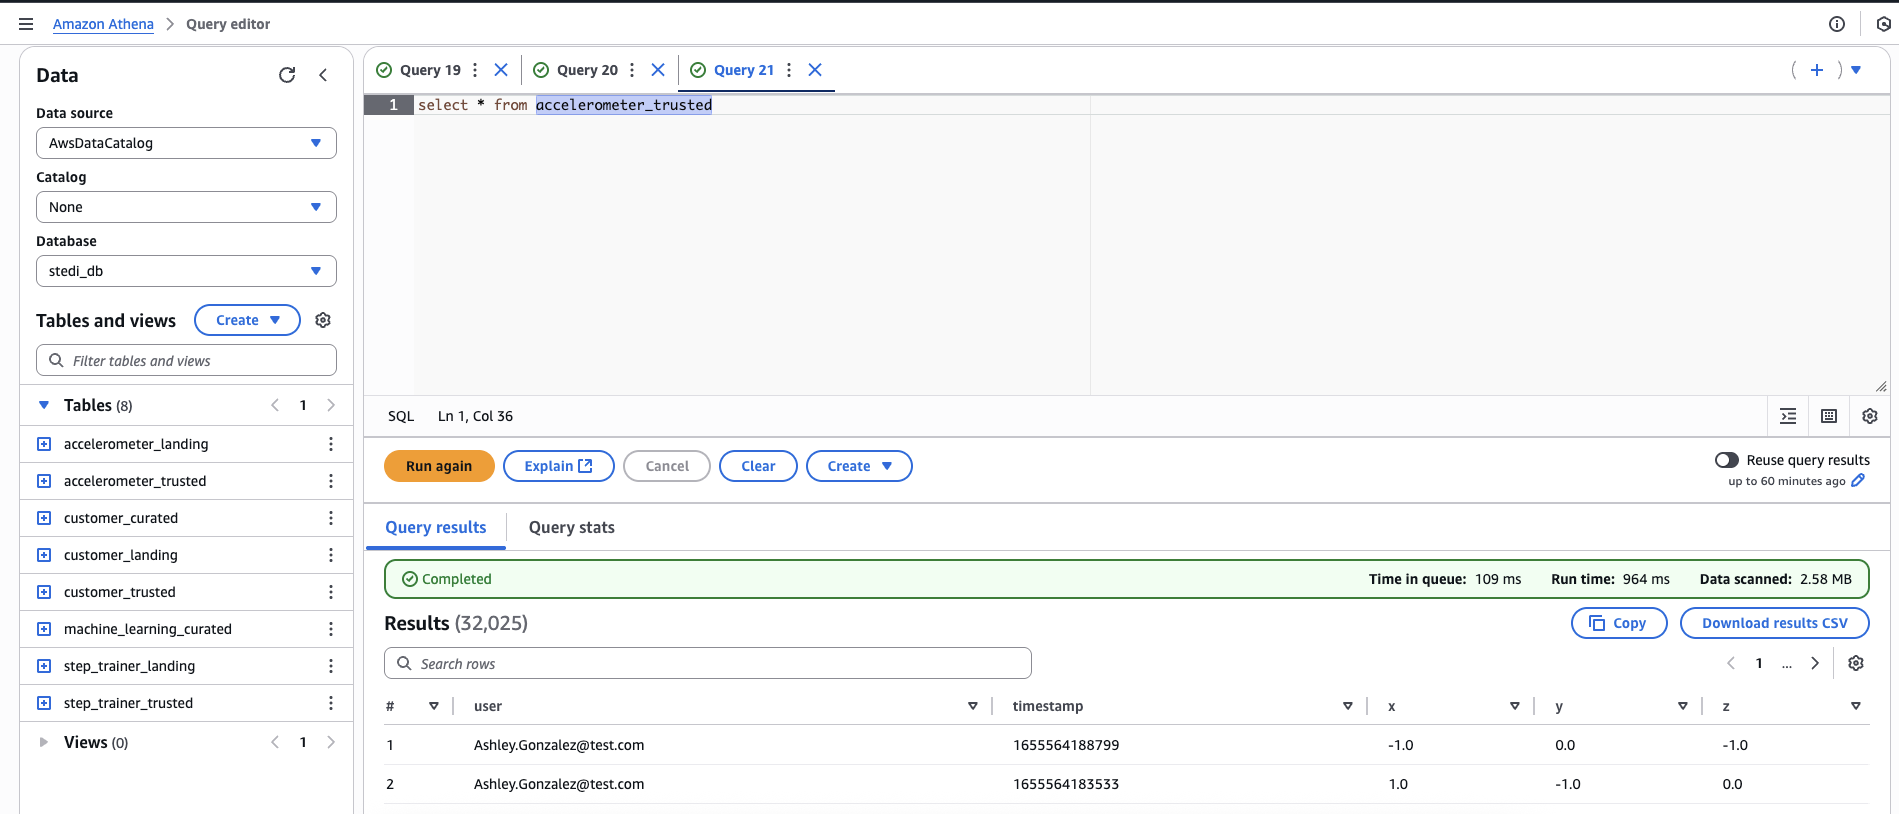 Amazon Athena > Query editor
Data
Data source
AwsDataCatalog
Catalog
None
Database
stedi_db
Tables and views
Create
Filter tables and views
Tables (8)
1
accelerometer_landing
accelerometer_trusted
customer_curated
customer_landing
customer_trusted
machine_learning_curated
step_trainer_landing
step_trainer_trusted
Views (0)
1
Query 19
Query 20
Query 21
1 select * from accelerometer_trusted
SQL Ln 1, Col 36
Run again Explain Cancel Clear Create
Reuse query results
up to 60 minutes ago
Query results Query stats
Completed Time in queue: 109 ms Run time: 964 ms Data scanned: 2.58 MB
Results (32,025) Copy Download results CSV
Search rows 1 ...
# user timestamp x y z
1 Ashley.Gonzalez@test.com 1655564188799 -1.0 0.0 -1.0
2 Ashley.Gonzalez@test.com 1655564183533 1.0 -1.0 0.0